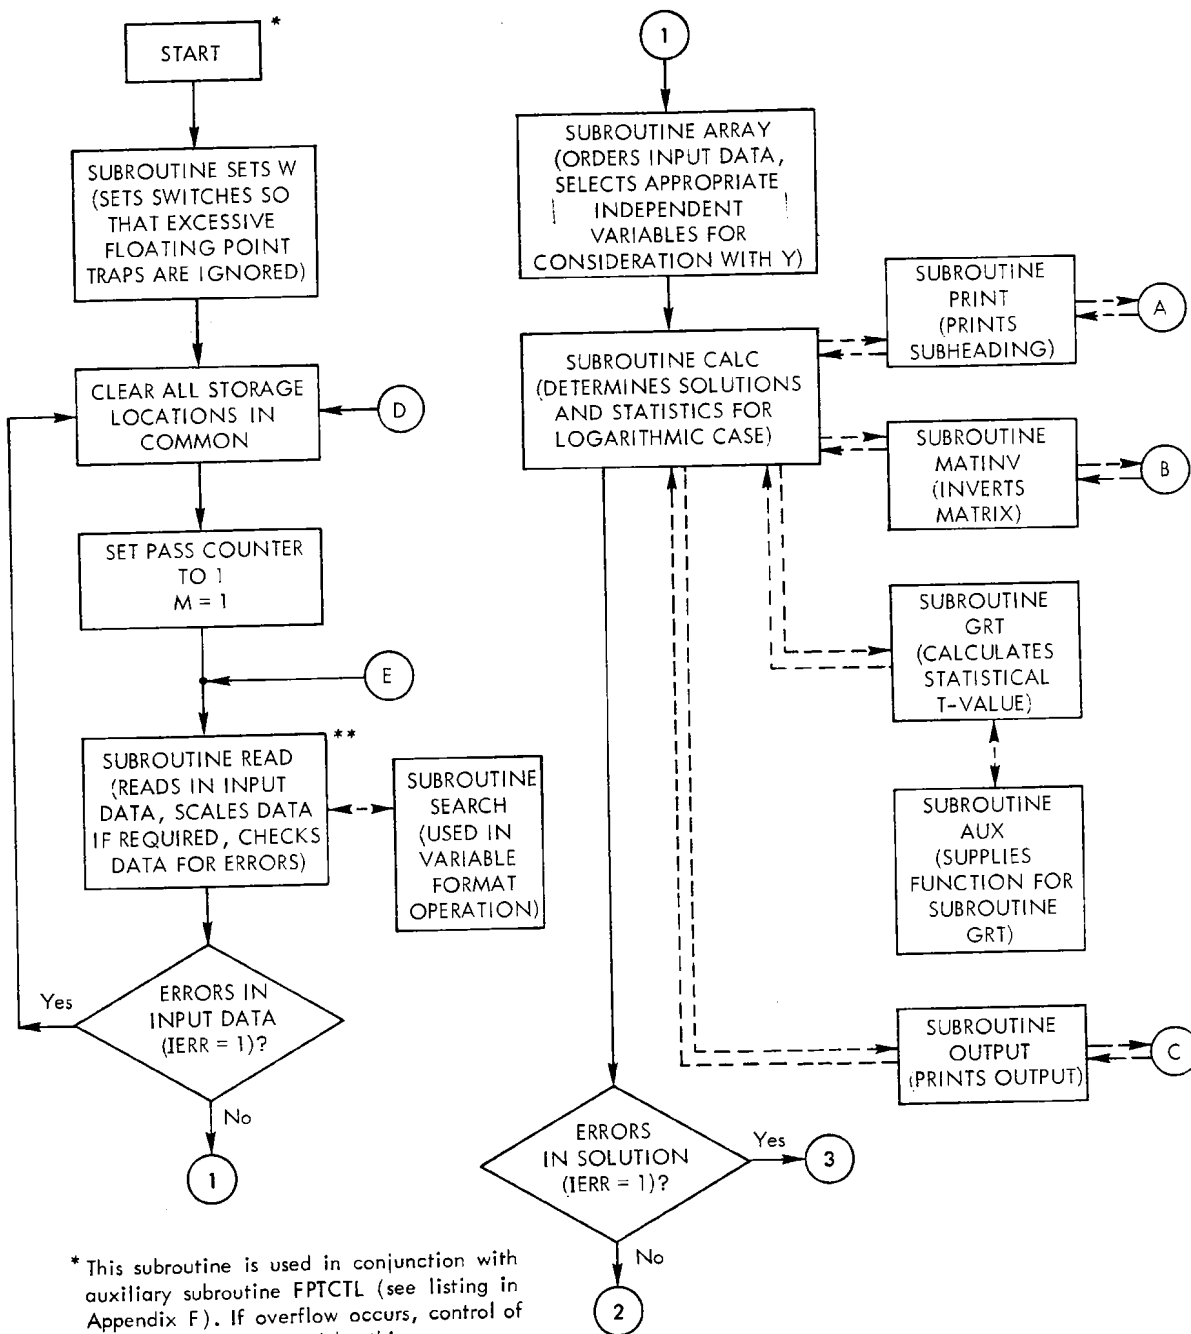 START
*
SUBROUTINE SETS W
(SETS SWITCHES SO
THAT EXCESSIVE
FLOATING POINT
TRAPS ARE IGNORED)
CLEAR ALL STORAGE
LOCATIONS IN
COMMON
D
SET PASS COUNTER
TO 1
M = 1
E
**
SUBROUTINE READ
(READS IN INPUT
DATA, SCALES DATA
IF REQUIRED, CHECKS
DATA FOR ERRORS)
SUBROUTINE
SEARCH
(USED IN
VARIABLE
FORMAT
OPERATION)
Yes
ERRORS IN
INPUT DATA
(IERR = 1)?
No
1
* This subroutine is used in conjunction with
auxiliary subroutine FPTCTL (see listing in
Appendix F). If overflow occurs, control of
1
SUBROUTINE ARRAY
(ORDERS INPUT DATA,
SELECTS APPROPRIATE
INDEPENDENT
VARIABLES FOR
CONSIDERATION WITH Y)
SUBROUTINE CALC
(DETERMINES SOLUTIONS
AND STATISTICS FOR
LOGARITHMIC CASE)
SUBROUTINE
PRINT
(PRINTS
SUBHEADING)
A
SUBROUTINE
MATINV
(INVERTS
MATRIX)
B
SUBROUTINE
GRT
(CALCULATES
STATISTICAL
T-VALUE)
SUBROUTINE
AUX
(SUPPLIES
FUNCTION FOR
SUBROUTINE
GRT)
SUBROUTINE
OUTPUT
(PRINTS OUTPUT)
C
ERRORS
IN SOLUTION
(IERR = 1)?
Yes
3
No
2